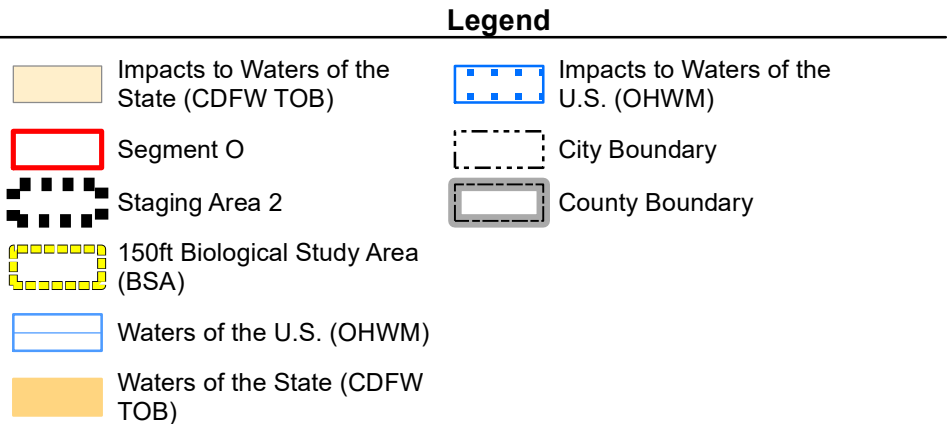 Legend
Impacts to Waters of the
State (CDFW TOB)
Segment O
Staging Area 2
150ft Biological Study Area
(BSA)
Waters of the U.S. (OHWM)
Waters of the State (CDFW
TOB)
Impacts to Waters of the
U.S. (OHWM)
City Boundary
County Boundary